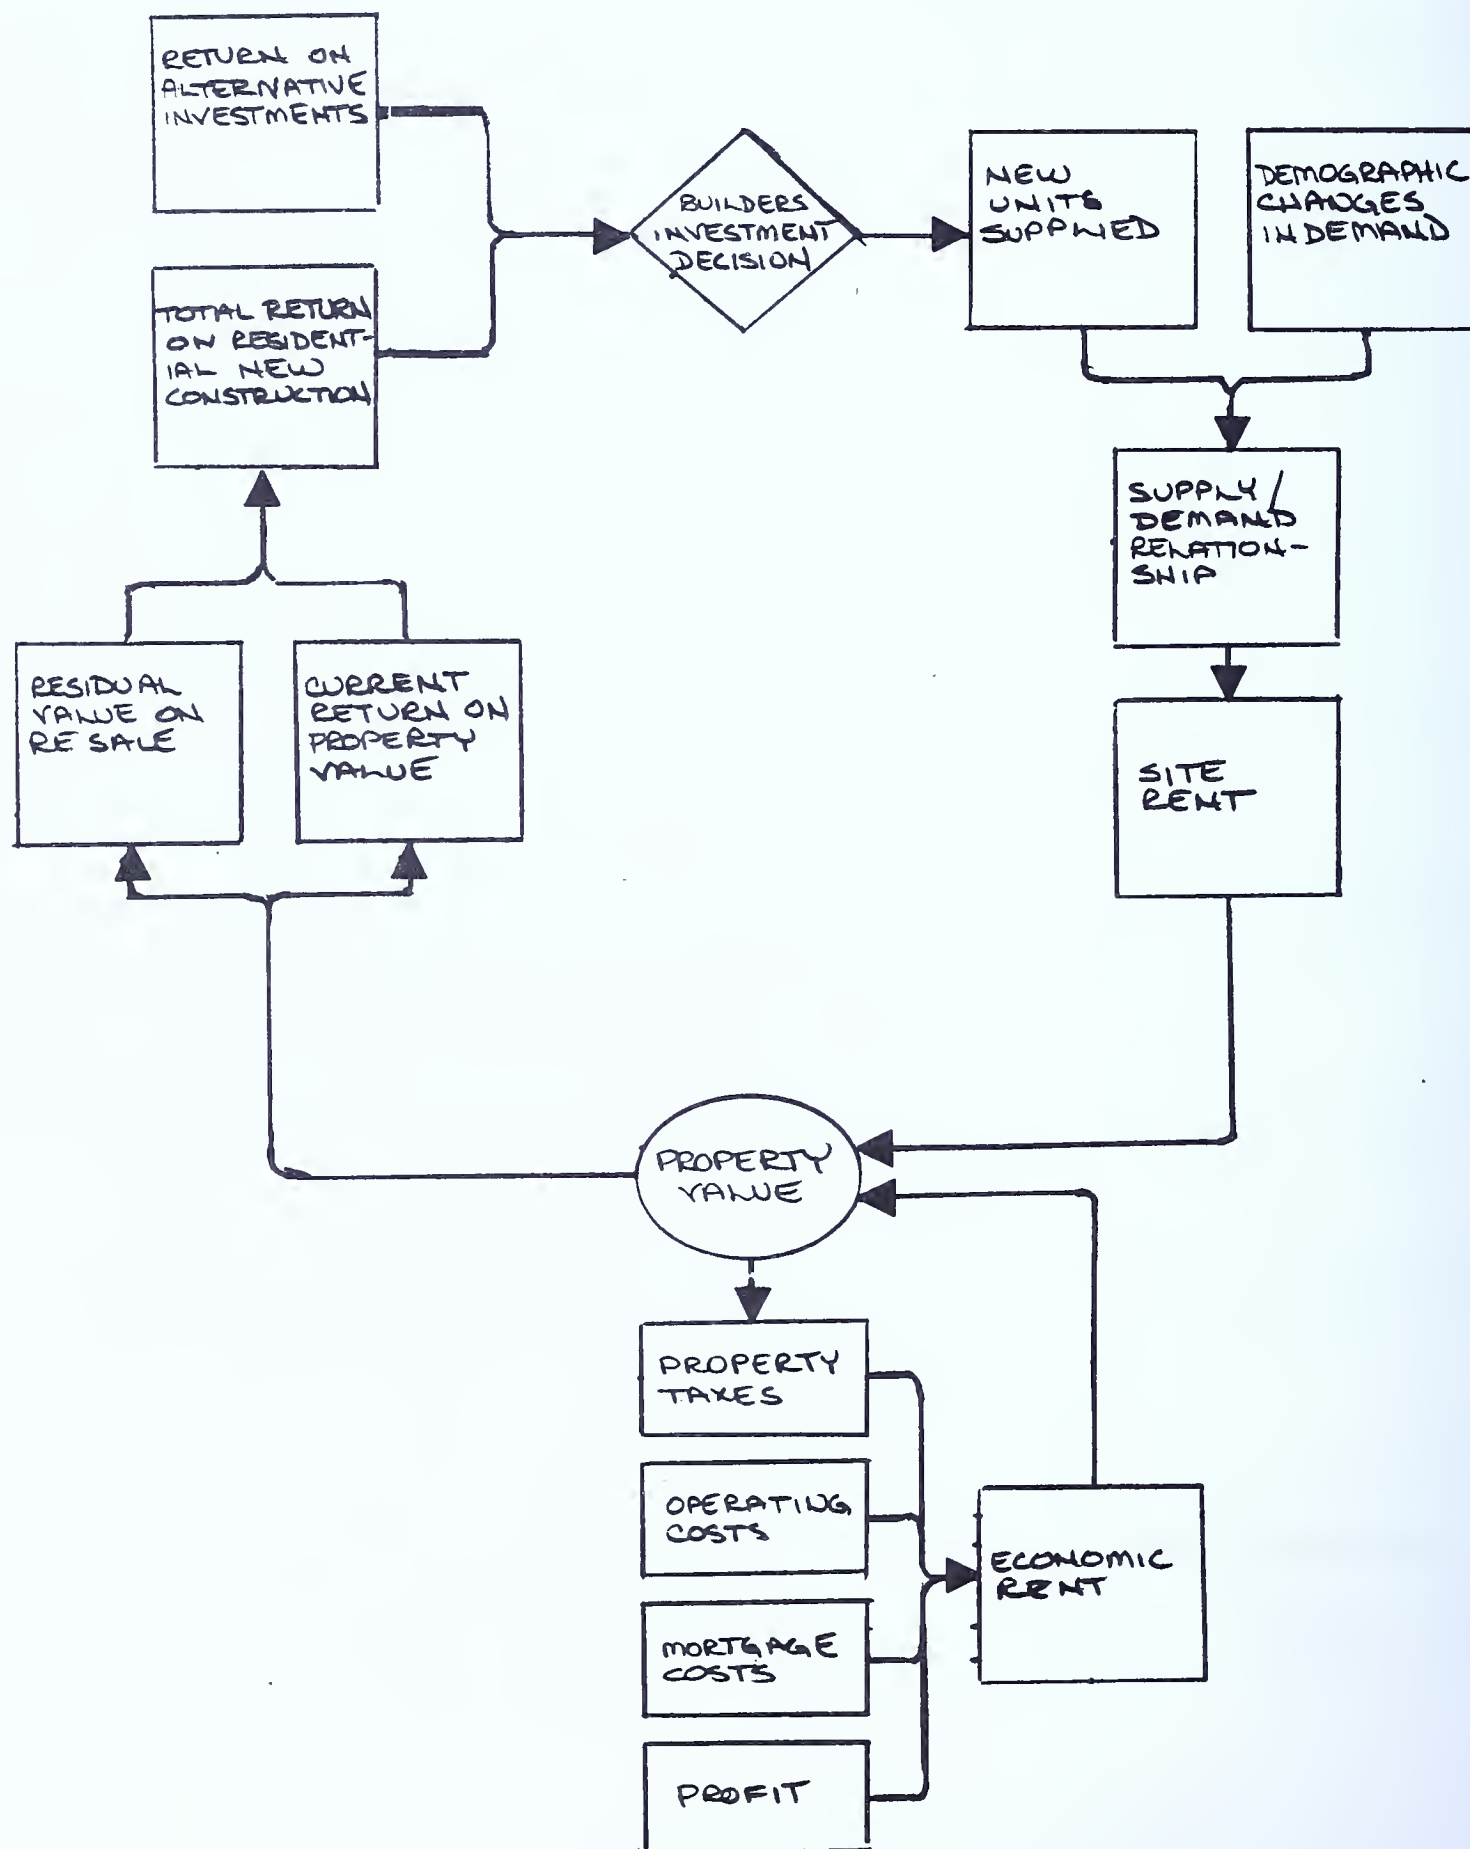 RETURN ON
ALTERNATIVE
INVESTMENTS
BUILDERS
INVESTMENT
DECISION
NEW
UNITS
SUPPLIED
DEMOGRAPHIC
CHANGES
IN DEMAND
TOTAL RETURN
ON RESIDENT-
IAL NEW
CONSTRUCTION
SUPPLY/
DEMAND
RELATION-
SHIP
RESIDUAL
VALUE ON
RESALE
CURRENT
RETURN ON
PROPERTY
VALUE
SITE
RENT
PROPERTY
VALUE
PROPERTY
TAXES
OPERATING
COSTS
ECONOMIC
RENT
MORTGAGE
COSTS
PROFIT